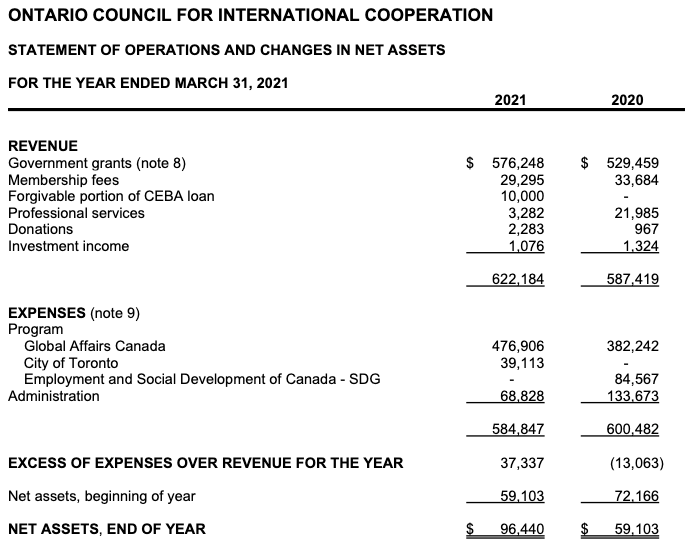 ONTARIO COUNCIL FOR INTERNATIONAL COOPERATION
STATEMENT OF OPERATIONS AND CHANGES IN NET ASSETS
FOR THE YEAR ENDED MARCH 31, 2021
2021 2020
REVENUE
Government grants (note 8) $ 576,248 $ 529,459
Membership fees 29,295 33,684
Forgivable portion of CEBA loan 10,000 -
Professional services 3,282 21,985
Donations 2,283 967
Investment income 1,076 1,324
622,184 587,419
EXPENSES (note 9)
Program
Global Affairs Canada 476,906 382,242
City of Toronto 39,113 -
Employment and Social Development of Canada - SDG - 84,567
Administration 68,828 133,673
584,847 600,482
EXCESS OF EXPENSES OVER REVENUE FOR THE YEAR 37,337 (13,063)
Net assets, beginning of year 59,103 72,166
NET ASSETS, END OF YEAR $ 96,440 $ 59,103